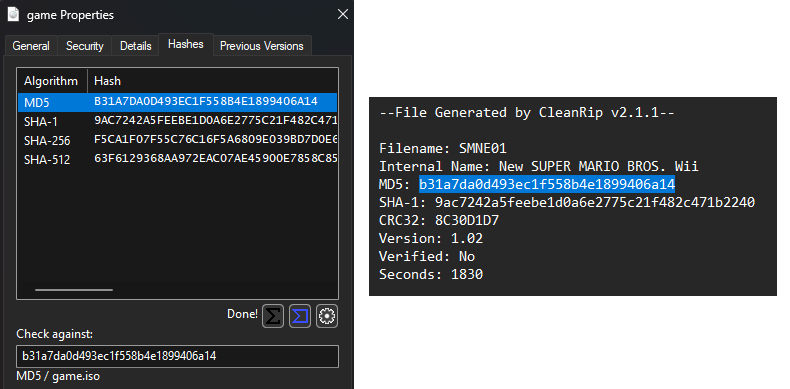 game Properties
General Security Details Hashes Previous Versions
Algorithm Hash
MD5 B31A7DA0D493EC1F558B4E1899406A14
SHA-1 9AC7242A5FEEBE1D0A6E2775C21F482C471
SHA-256 F5CA1F07F55C76C16F5A6809E039BD7D0E6
SHA-512 63F6129368AA972EAC07AE45900E7858C85
Done!
Check against:
b31a7da0d493ec1f558b4e1899406a14
MD5 / game.iso
--File Generated by CleanRip v2.1.1--
Filename: SMNE01
Internal Name: New SUPER MARIO BROS. Wii
MD5: b31a7da0d493ec1f558b4e1899406a14
SHA-1: 9ac7242a5feebe1d0a6e2775c21f482c471b2240
CRC32: 8C30D1D7
Version: 1.02
Verified: No
Seconds: 1830